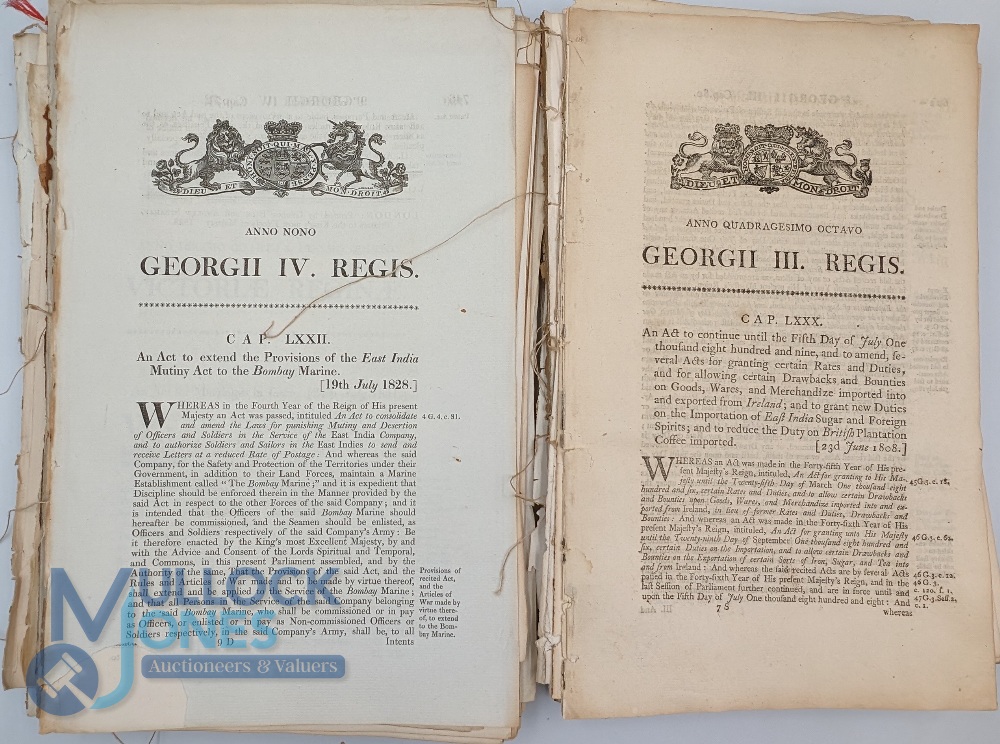 HONI SOIT QUI MAL Y PENSE
DIEU ET MON DROIT
ANNO NONO
GEORGII IV. REGIS.
CAP. LXXII.
An Act to extend the Provisions of the East India
Mutiny Act to the Bombay Marine.
[19th July 1828.]
WHEREAS in the Fourth Year of the Reign of His present
Majesty an Act was passed, intituled An Act to consolidate
and amend the Laws for punishing Mutiny and Desertion
of Officers and Soldiers in the Service of the East India Company,
and to authorize Soldiers and Sailors in the East Indies to send and
receive Letters at a reduced Rate of Postage: And whereas the said
Company, for the Safety and Protection of the Territories under their
Government, in addition to their Land Forces, maintain a Marine
Establishment called "The Bombay Marine;" and it is expedient that
Discipline should be enforced therein in the Manner provided by the
said Act in respect to the other Forces of the said Company; and it
is intended that the Officers of the said Bombay Marine should
hereafter be commissioned, and the Seamen should be enlisted, as
Officers and Soldiers respectively of the said Company's Army: Be
it therefore enacted by the King's most Excellent Majesty, by and
with the Advice and Consent of the Lords Spiritual and Temporal,
and Commons, in this present Parliament assembled, and by the
Authority of the same, That the Provisions of the said Act, and the
Rules and Articles of War made and to be made by virtue thereof,
shall extend and be applied to the Service of the Bombay Marine;
and that all Persons in the Service of the said Company belonging
to the said Bombay Marine, who shall be commissioned or in pay
as Officers, or enlisted or in pay as Non-commissioned Officers or
Soldiers respectively, in the said Company's Army, shall be, to all
9 D Intents
4 G. 4. c. 81.
Provisions of
recited Act,
and the
Articles of
War made by
virtue of, to
extend to the
Bombay Marine.
DIEU ET MON DROIT
ANNO QUADRAGESIMO OCTAVO
GEORGII III. REGIS.
CAP. LXXX.
An Act to continue until the Fifth Day of July One
thousand eight hundred and nine, and to amend, se-
veral Acts for granting certain Rates and Duties,
and for allowing certain Drawbacks and Bounties
on Goods, Wares, and Merchandize imported into
and exported from Ireland; and to grant new Duties
on the Importation of East India Sugar and Foreign
Spirits; and to reduce the Duty on British Plantation
Coffee imported. [23d June 1808.]
WHEREAS an Act was made in the Forty-fifth Year of His pre-
sent Majesty's Reign, intituled, An Act for granting to His Ma-
jesty until the Twenty-fifth Day of March One thousand eight
hundred and six, certain Rates and Duties, and to allow certain Drawbacks
and Bounties upon Goods, Wares, and Merchandize imported into and ex-
ported from Ireland, in lieu of former Rates and Duties, Drawbacks and
Bounties: And whereas an Act was made in the Forty-sixth Year of His
present Majesty's Reign, intituled, An Act for granting unto His Majesty
until the Twenty-ninth Day of September One thousand eight hundred and
six, certain Duties on the Importation, and to allow certain Drawbacks and
Bounties on the Exportation of certain Sorts of Iron, Sugar, and Tea into
and from Ireland: And whereas the said recited Acts are by several Acts
passed in the Forty-sixth Year of His present Majesty's Reign, and in the
last Session of Parliament further continued, and are in force until and
upon the Fifth Day of July One thousand eight hundred and eight: And
7 S whereas
45 G. 3. c. 18.
46 G. 3. c. 62.
46 G. 3. c. 12.
46 G. 3.
c. 120. s. 1.
47 G. 3. Sess. 2.
c. 1.
MULLOCK
JONES
Auctioneers & Valuers